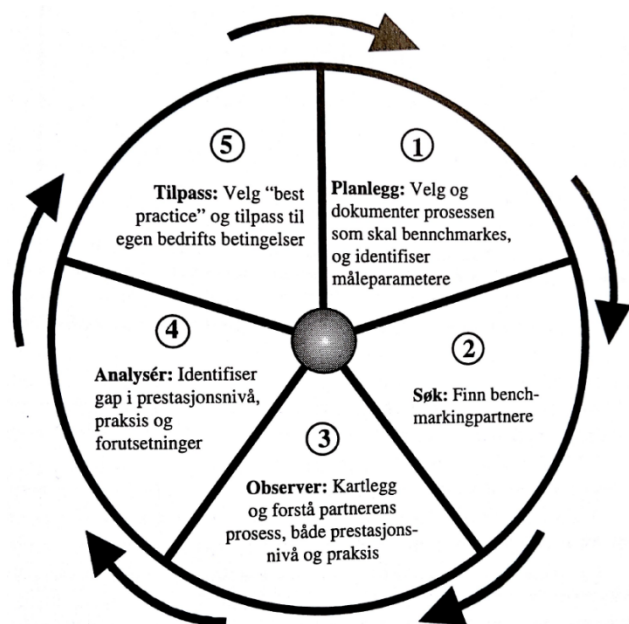 ①
Planlegg: Velg og
dokumenter prosessen
som skal bennchmarkes,
og identifiser
måleparametere
②
Søk: Finn bench-
markingpartnere
③
Observer: Kartlegg
og forstå partnerens
prosess, både prestasjons-
nivå og praksis
④
Analysér: Identifiser
gap i prestasjonsnivå,
praksis og
forutsetninger
⑤
Tilpass: Velg “best
practice” og tilpass til
egen bedrifts betingelser